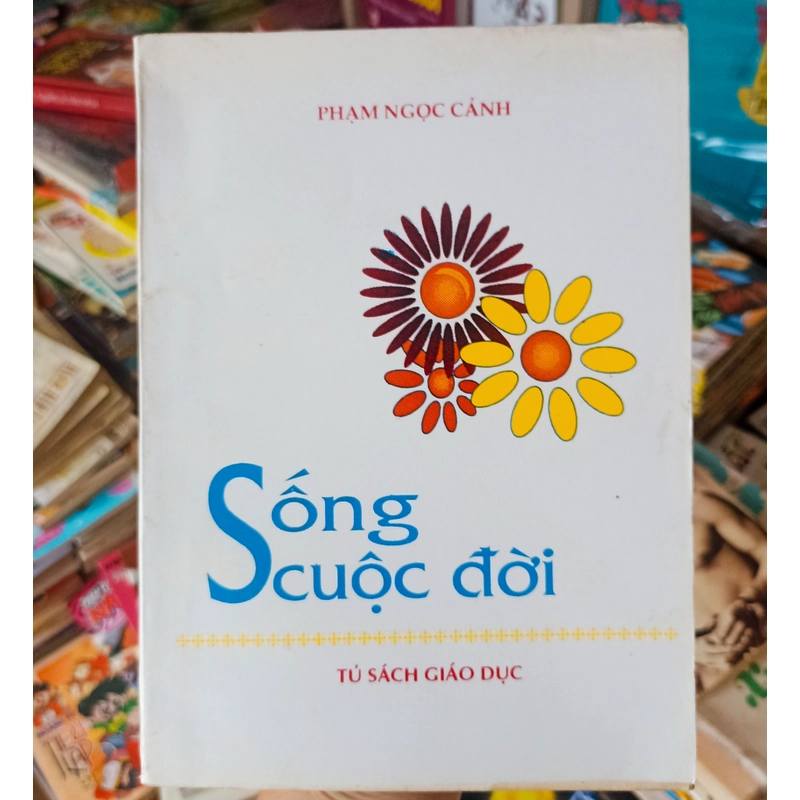 PHẠM NGỌC CẢNH
Sống
cuộc đời
TỦ SÁCH GIÁO DỤC